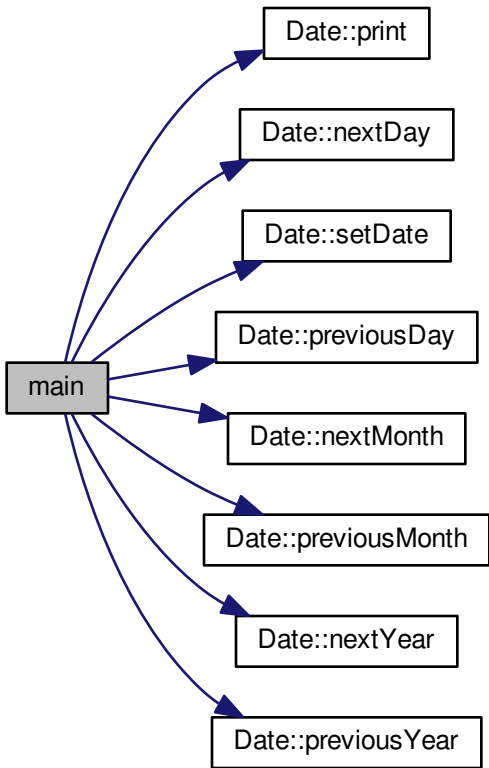 Date::print
Date::nextDay
Date::setDate
Date::previousDay
main
Date::nextMonth
Date::previousMonth
Date::nextYear
Date::previousYear